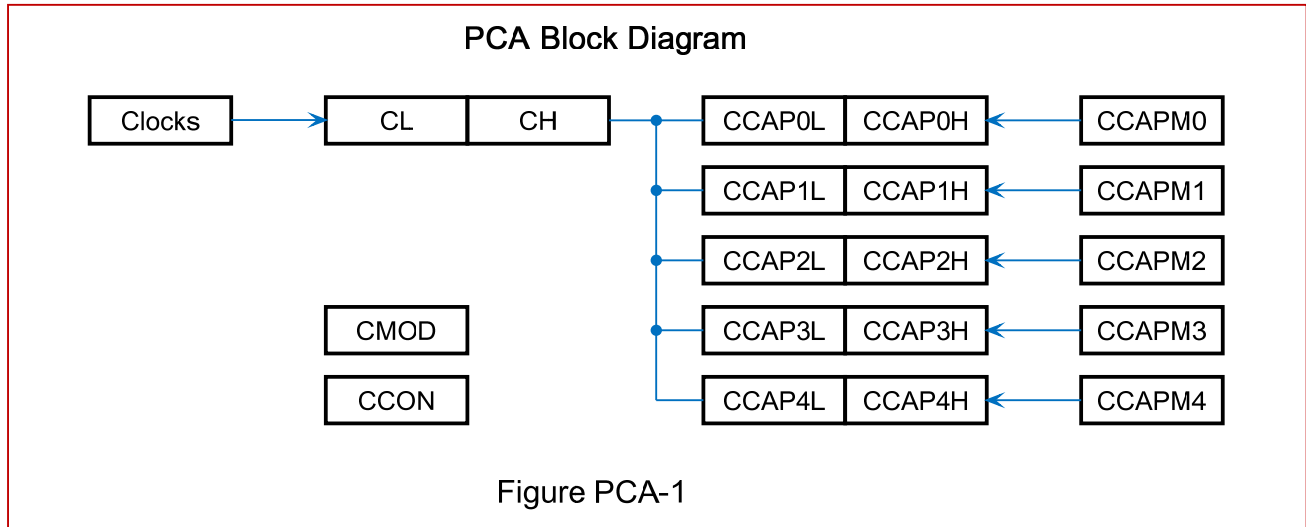 PCA Block Diagram
Clocks CL CH CCAP0L CCAP0H CCAPM0
CCAP1L CCAP1H CCAPM1
CCAP2L CCAP2H CCAPM2
CMOD CCAP3L CCAP3H CCAPM3
CCON CCAP4L CCAP4H CCAPM4
Figure PCA-1